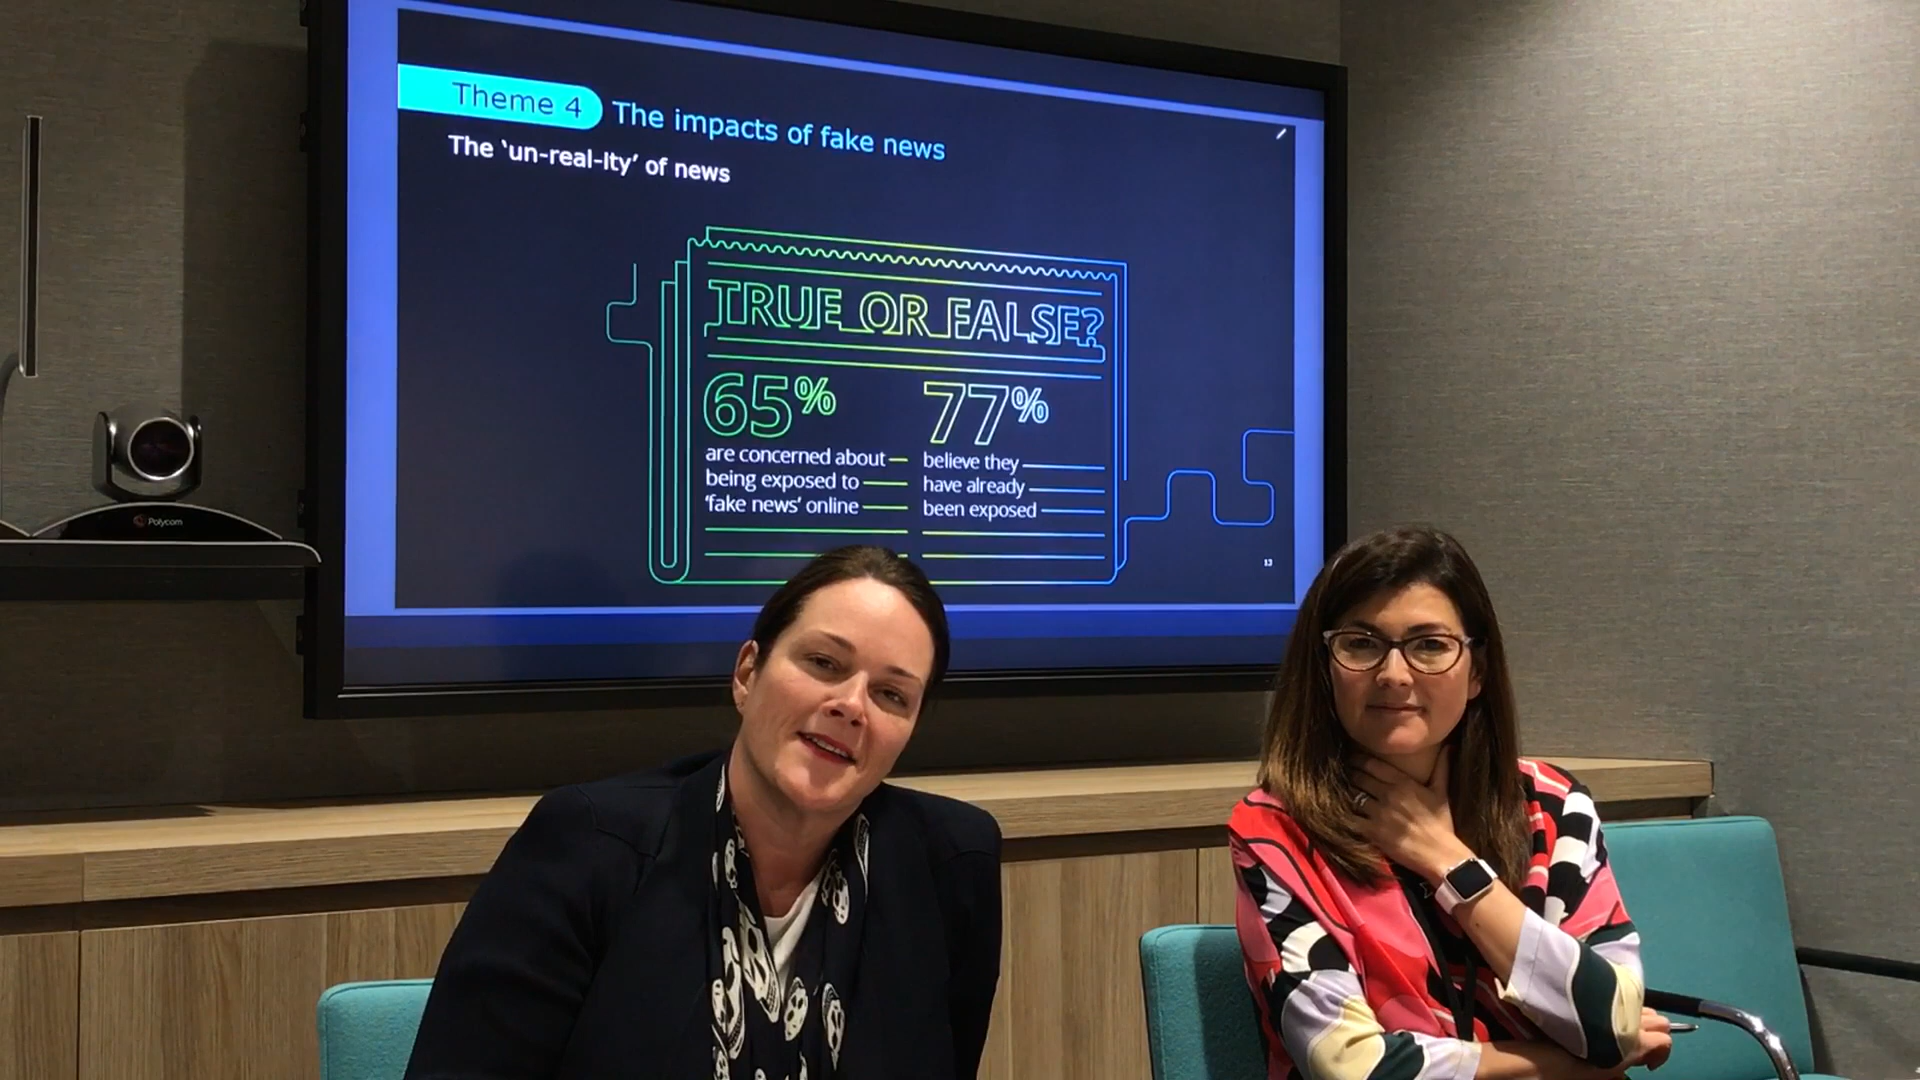 Theme 4 The impacts of fake news
The ‘un-real-ity’ of news
TRUE OR FALSE?
65%
are concerned about
being exposed to
‘fake news’ online
77%
believe they
have already
been exposed
13
Polycom